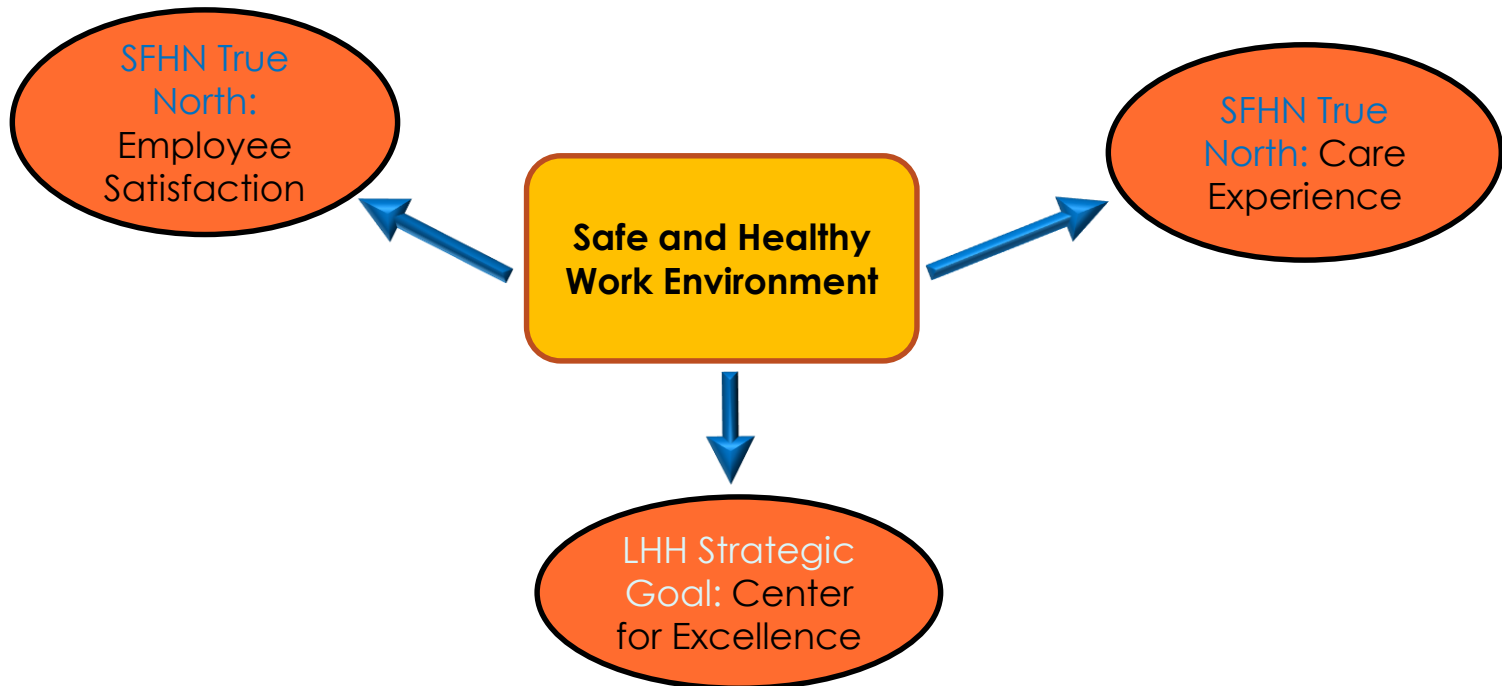 SFHN True
North:
Employee
Satisfaction
SFHN True
North: Care
Experience
Safe and Healthy
Work Environment
LHH Strategic
Goal: Center
for Excellence